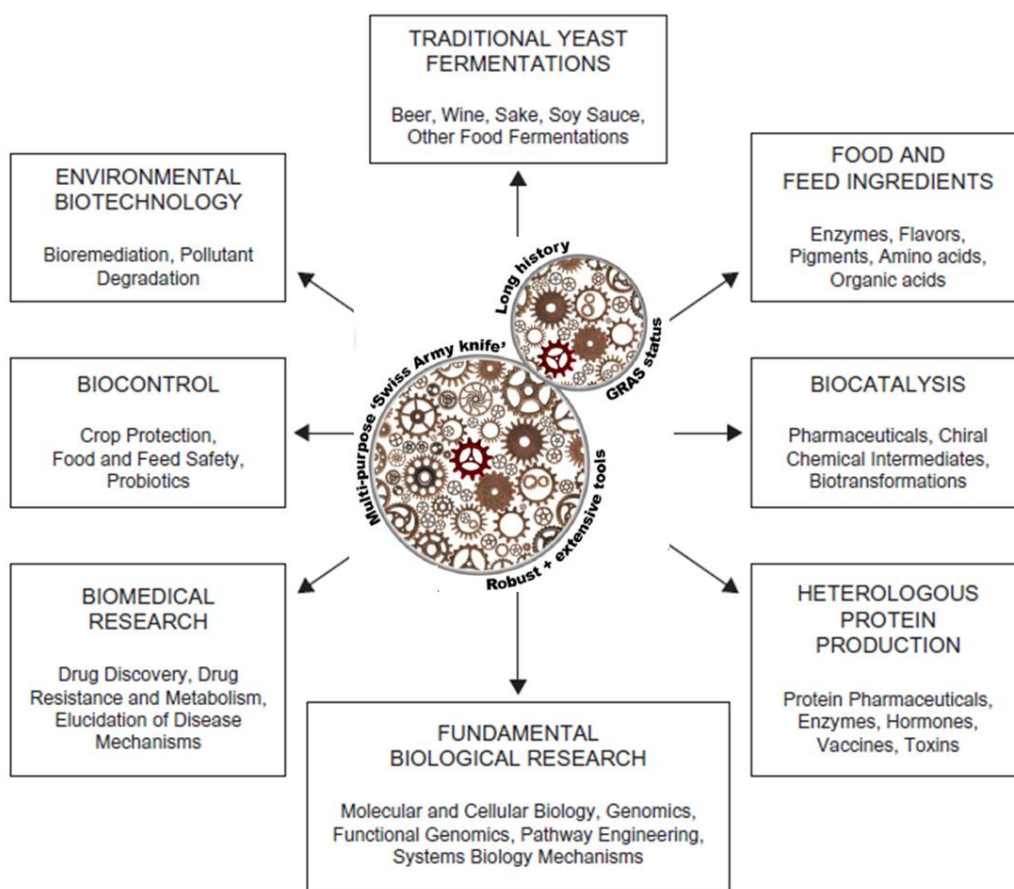 TRADITIONAL YEAST
FERMENTATIONS
Beer, Wine, Sake, Soy Sauce,
Other Food Fermentations
ENVIRONMENTAL
BIOTECHNOLOGY
Bioremediation, Pollutant
Degradation
FOOD AND
FEED INGREDIENTS
Enzymes, Flavors,
Pigments, Amino acids,
Organic acids
Long history
GRAS status
Multi-purpose ‘Swiss Army knife’
Robust + extensive tools
BIOCONTROL
Crop Protection,
Food and Feed Safety,
Probiotics
BIOCATALYSIS
Pharmaceuticals, Chiral
Chemical Intermediates,
Biotransformations
BIOMEDICAL
RESEARCH
Drug Discovery, Drug
Resistance and Metabolism,
Elucidation of Disease
Mechanisms
HETEROLOGOUS
PROTEIN
PRODUCTION
Protein Pharmaceuticals,
Enzymes, Hormones,
Vaccines, Toxins
FUNDAMENTAL
BIOLOGICAL RESEARCH
Molecular and Cellular Biology, Genomics,
Functional Genomics, Pathway Engineering,
Systems Biology Mechanisms